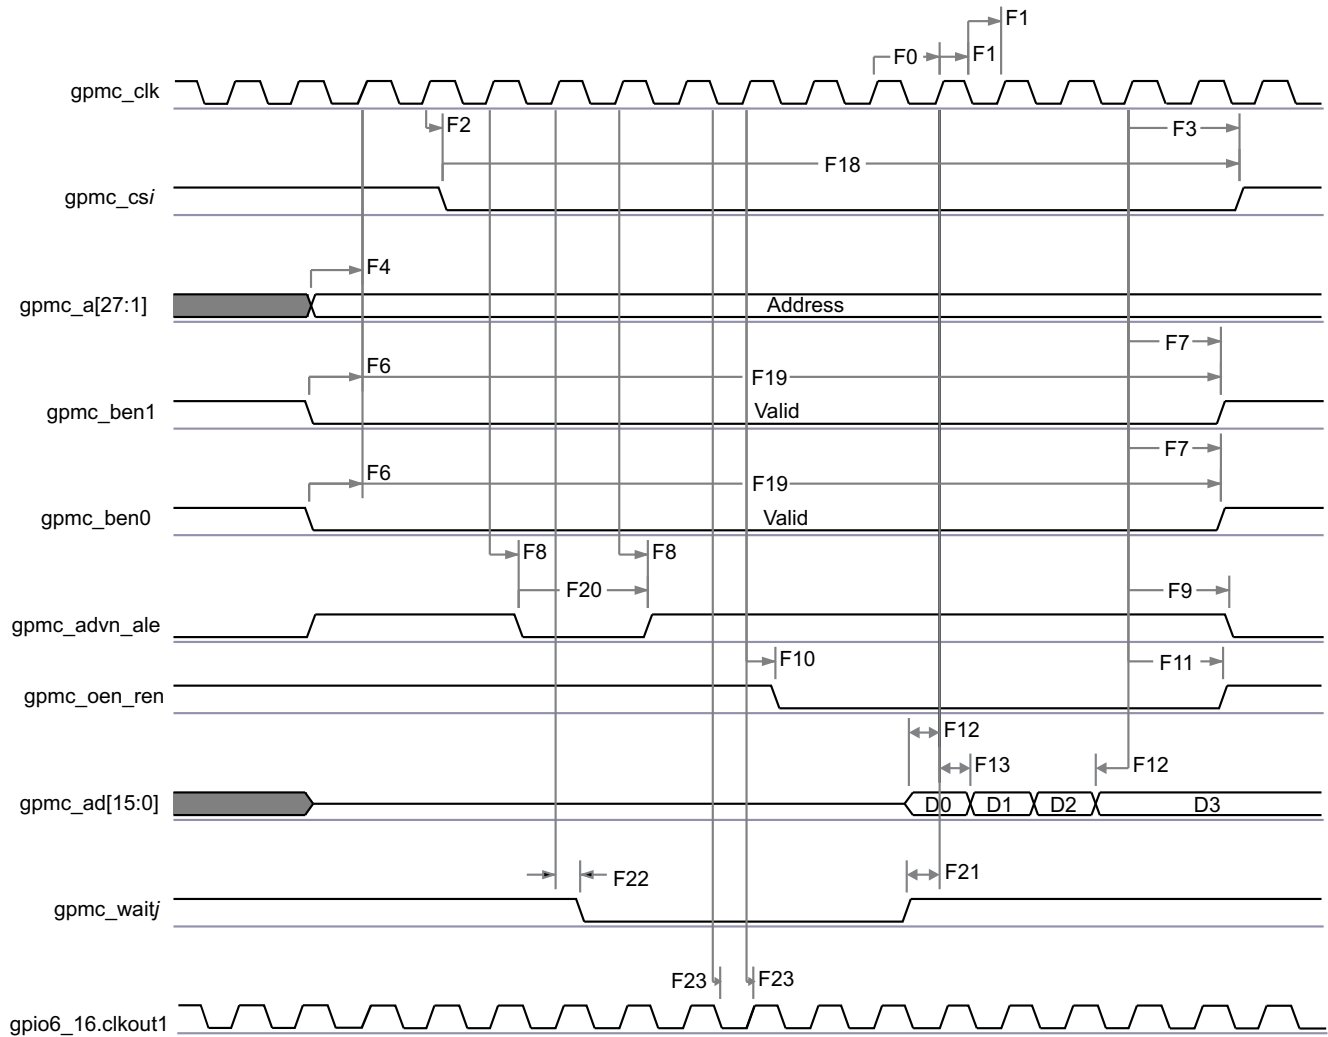 F1
F0
F1
gpmc_clk
F2
F3
F18
gpmc_csi
F4
gpmc_a[27:1]
Address
F7
F6
F19
gpmc_ben1
Valid
F7
F6
F19
gpmc_ben0
Valid
F8
F8
F20
F9
gpmc_advn_ale
F10
F11
gpmc_oen_ren
F12
F13
F12
gpmc_ad[15:0]
D0
D1
D2
D3
F22
F21
gpmc_waitj
F23
F23
gpio6_16.clkout1